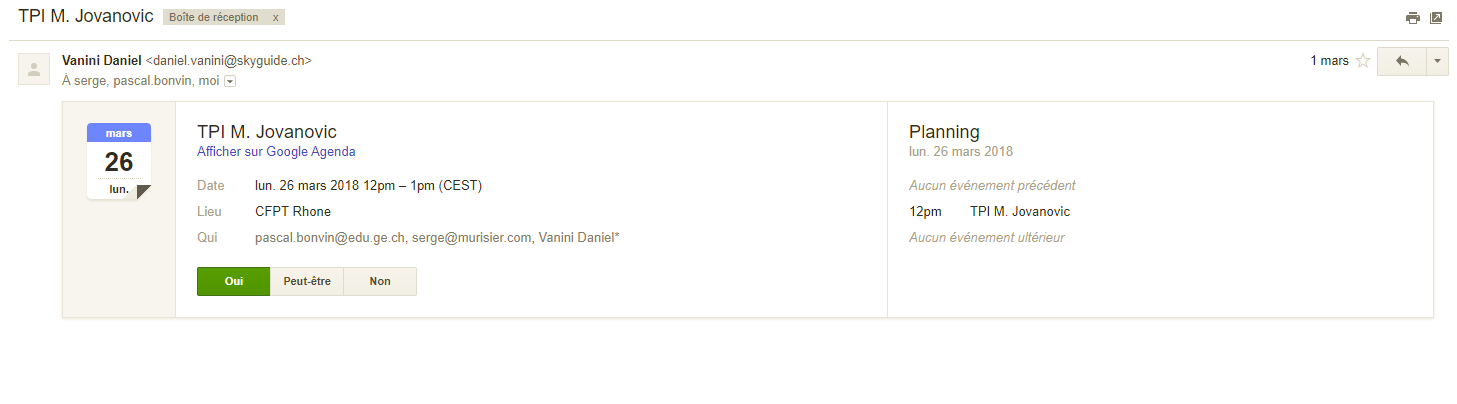 TPI M. Jovanovic Boîte de réception x
Vanini Daniel <daniel.vanini@skyguide.ch> 1 mars
À serge, pascal.bonvin, moi
mars
26
lun.
TPI M. Jovanovic
Afficher sur Google Agenda
Date lun. 26 mars 2018 12pm – 1pm (CEST)
Lieu CFPT Rhone
Qui pascal.bonvin@edu.ge.ch, serge@murisier.com, Vanini Daniel*
Oui Peut-être Non
Planning
lun. 26 mars 2018
Aucun événement précédent
12pm TPI M. Jovanovic
Aucun événement ultérieur